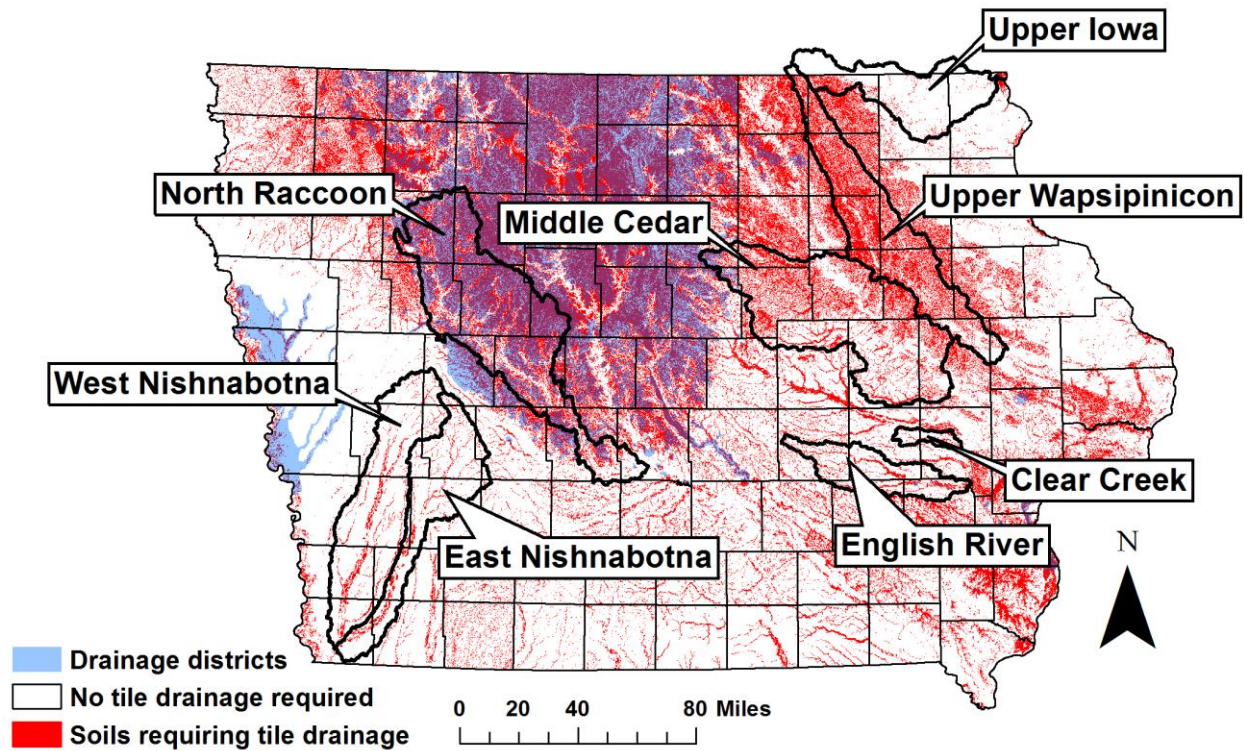 Upper Iowa
North Raccoon
Middle Cedar
Upper Wapsipinicon
West Nishnabotna
Clear Creek
East Nishnabotna
English River
N
Drainage districts
No tile drainage required
Soils requiring tile drainage
0 20 40 80 Miles